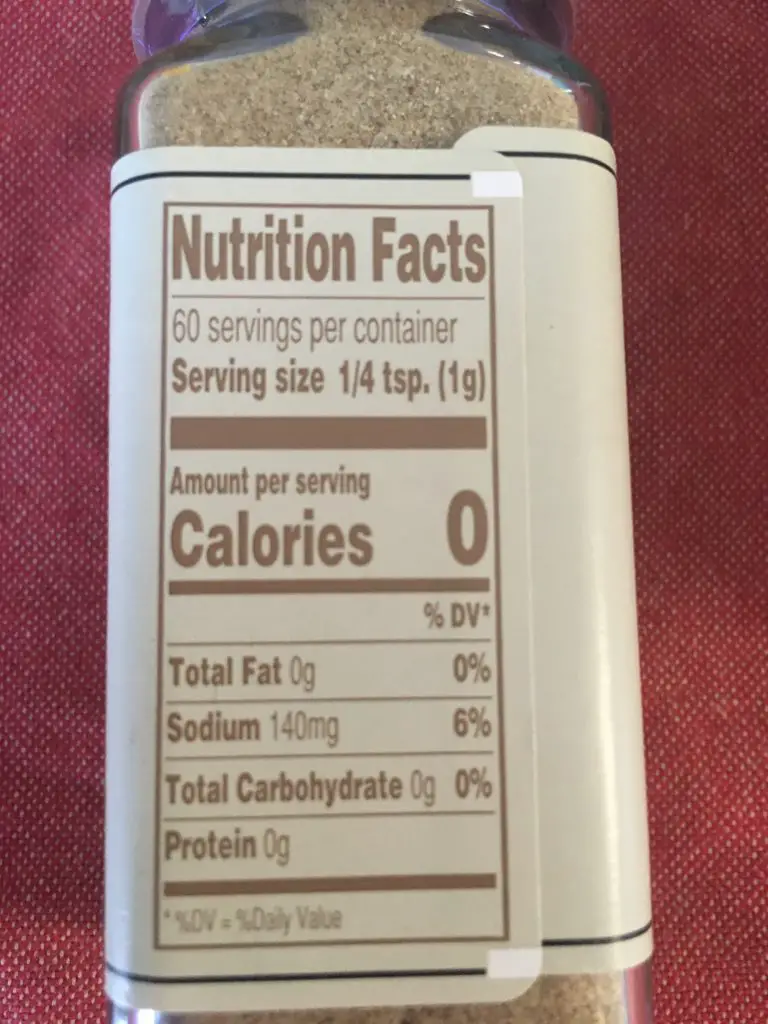 Nutrition Facts
60 servings per container
Serving size 1/4 tsp. (1g)
Amount per serving
Calories 0
% DV*
Total Fat 0g 0%
Sodium 140mg 6%
Total Carbohydrate 0g 0%
Protein 0g
* %DV = %Daily Value